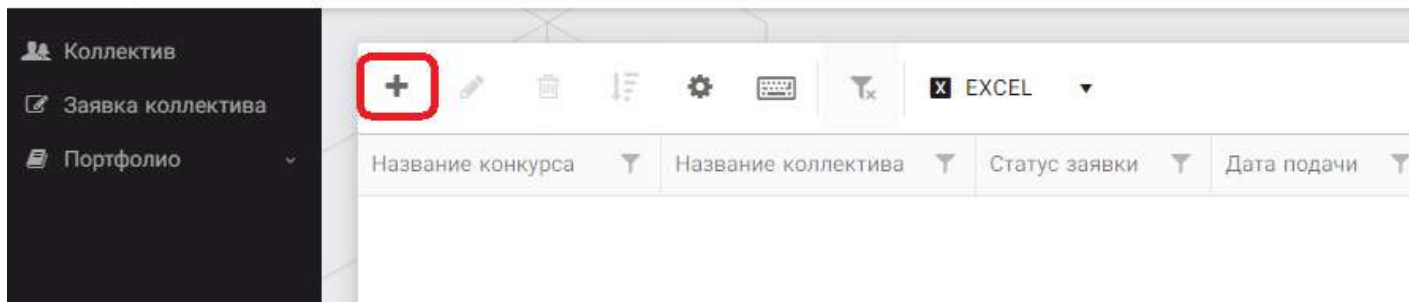 Коллектив
Заявка коллектива
Портфолио
X EXCEL
Название конкурса Название коллектива Статус заявки Дата подачи